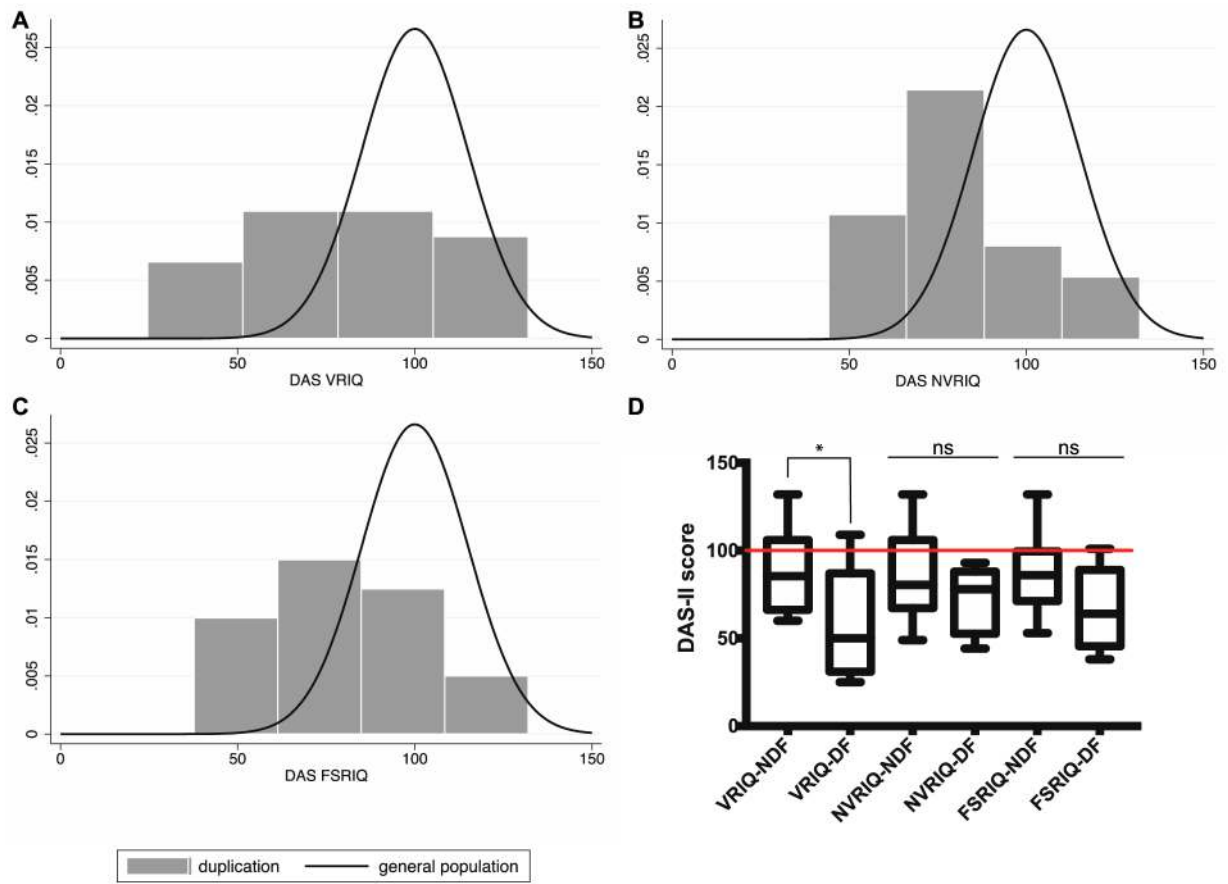 A
.025
.02
.015
.01
.005
0
0 50 100 150
DAS VRIQ
B
.025
.02
.015
.01
.005
0
0 50 100 150
DAS NVRIQ
C
.025
.02
.015
.01
.005
0
0 50 100 150
DAS FSRIQ
D
* ns ns
150
100
50
0
DAS-II score
VRIQ-NDF
VRIQ-DF
NVRIQ-NDF
NVRIQ-DF
FSRIQ-NDF
FSRIQ-DF
duplication general population